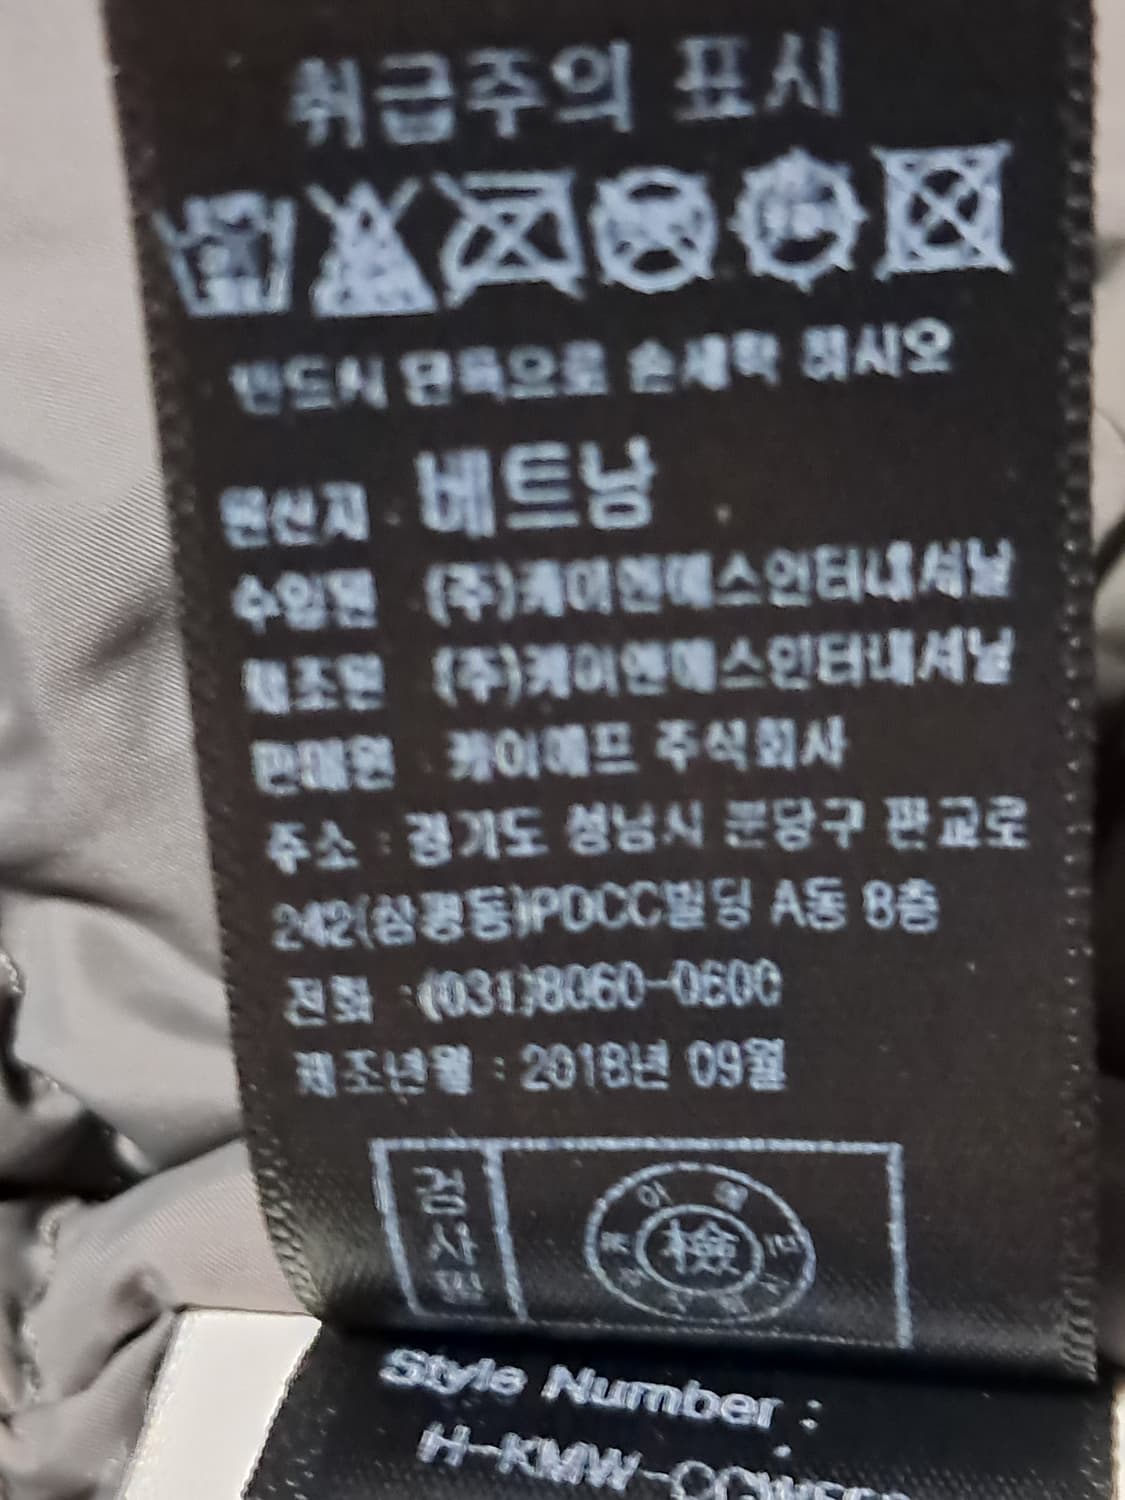 취급주의 표시
반드시 단독으로 손세탁 하시오
원산지 : 베트남
수입원 (주)케이엔에스인터내셔날
제조원 (주)케이엔에스인터내셔날
판매원 케이에프 주식회사
주소 : 경기도 성남시 분당구 판교로
242(삼평동)PDCC빌딩 A동 8층
전화 : (031)8060-0600
제조년월 : 2018년 09월
검사필
檢
Style Number :